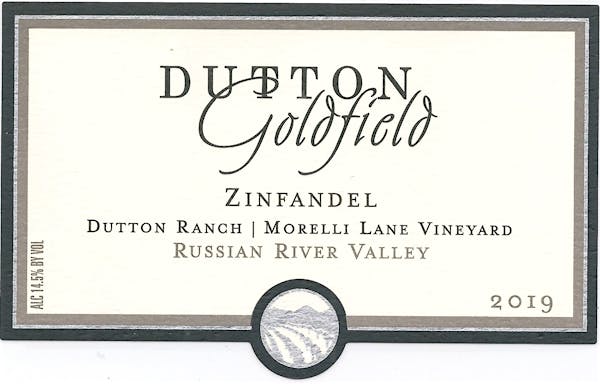 DUTTON
Goldfield
ZINFANDEL
DUTTON RANCH | MORELLI LANE VINEYARD
RUSSIAN RIVER VALLEY
ALC 14.5% BY VOL
2019